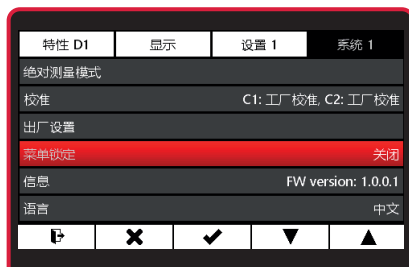 特性 D1 显示 设置 1 系统 1
绝对测量模式
校准 C1: 工厂校准, C2: 工厂校准
出厂设置
菜单锁定 关闭
信息 FW version: 1.0.0.1
语言 中文